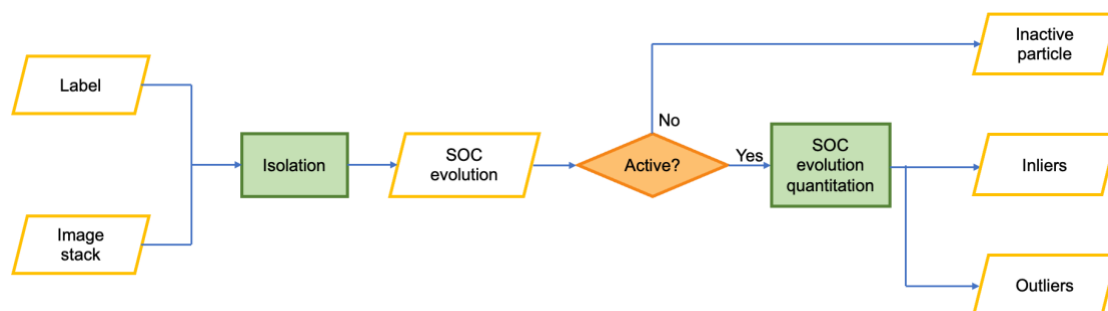 Label
Image
stack
Isolation
SOC
evolution
Active?
No
Yes
SOC
evolution
quantitation
Inactive
particle
Inliers
Outliers